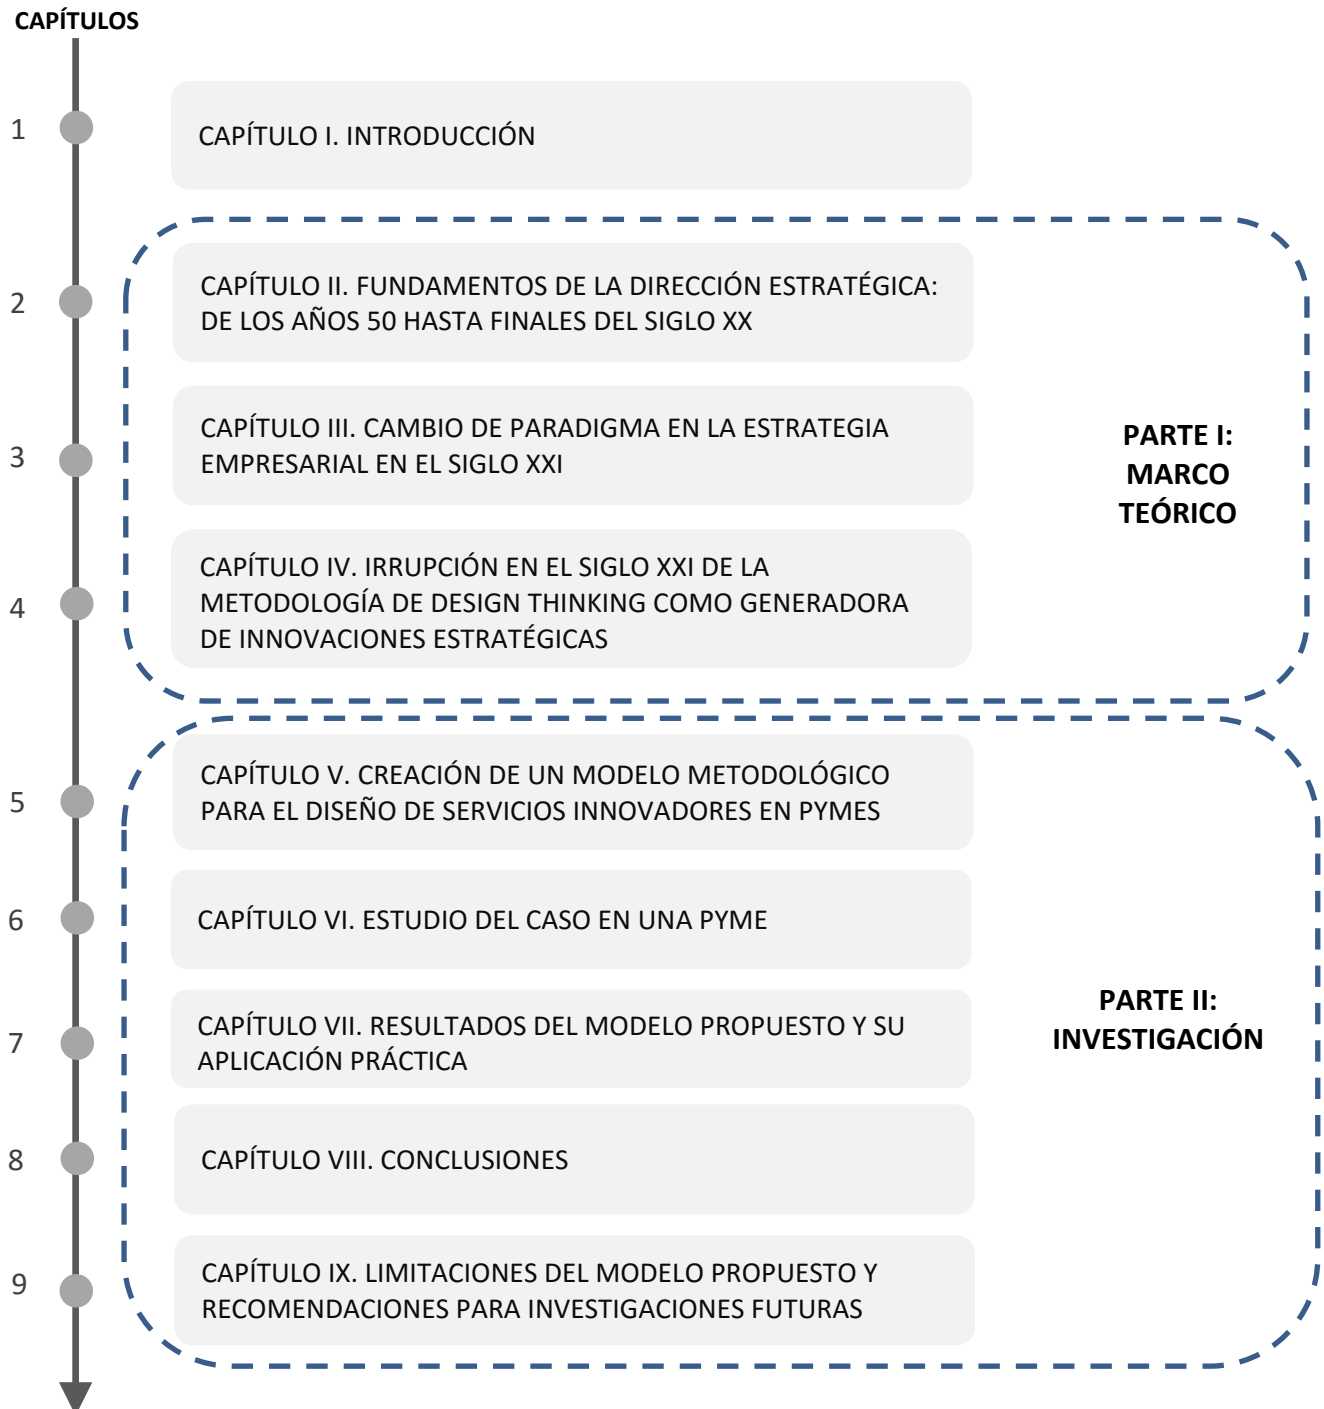 CAPÍTULOS
1
CAPÍTULO I. INTRODUCCIÓN
2
CAPÍTULO II. FUNDAMENTOS DE LA DIRECCIÓN ESTRATÉGICA:
DE LOS AÑOS 50 HASTA FINALES DEL SIGLO XX
3
CAPÍTULO III. CAMBIO DE PARADIGMA EN LA ESTRATEGIA
EMPRESARIAL EN EL SIGLO XXI
4
CAPÍTULO IV. IRRUPCIÓN EN EL SIGLO XXI DE LA
METODOLOGÍA DE DESIGN THINKING COMO GENERADORA
DE INNOVACIONES ESTRATÉGICAS
PARTE I:
MARCO
TEÓRICO
5
CAPÍTULO V. CREACIÓN DE UN MODELO METODOLÓGICO
PARA EL DISEÑO DE SERVICIOS INNOVADORES EN PYMES
6
CAPÍTULO VI. ESTUDIO DEL CASO EN UNA PYME
7
CAPÍTULO VII. RESULTADOS DEL MODELO PROPUESTO Y SU
APLICACIÓN PRÁCTICA
8
CAPÍTULO VIII. CONCLUSIONES
9
CAPÍTULO IX. LIMITACIONES DEL MODELO PROPUESTO Y
RECOMENDACIONES PARA INVESTIGACIONES FUTURAS
PARTE II:
INVESTIGACIÓN